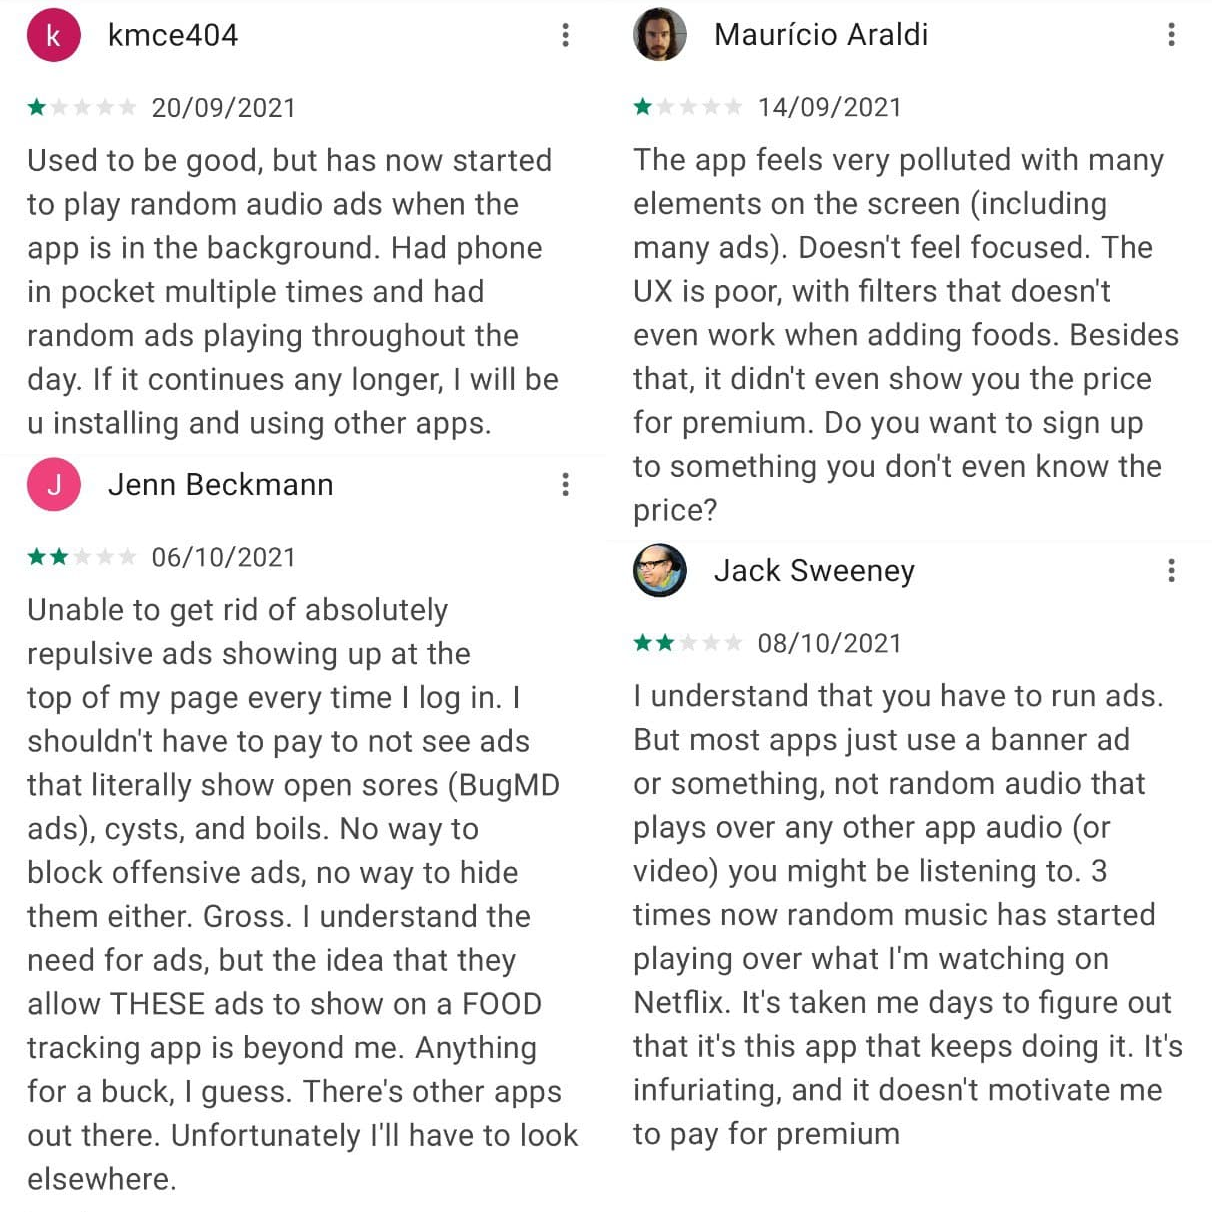 k
kmce404
20/09/2021
Used to be good, but has now started
to play random audio ads when the
app is in the background. Had phone
in pocket multiple times and had
random ads playing throughout the
day. If it continues any longer, I will be
u installing and using other apps.
J
Jenn Beckmann
06/10/2021
Unable to get rid of absolutely
repulsive ads showing up at the
top of my page every time I log in. I
shouldn't have to pay to not see ads
that literally show open sores (BugMD
ads), cysts, and boils. No way to
block offensive ads, no way to hide
them either. Gross. I understand the
need for ads, but the idea that they
allow THESE ads to show on a FOOD
tracking app is beyond me. Anything
for a buck, I guess. There's other apps
out there. Unfortunately I'll have to look
elsewhere.
Maurício Araldi
14/09/2021
The app feels very polluted with many
elements on the screen (including
many ads). Doesn't feel focused. The
UX is poor, with filters that doesn't
even work when adding foods. Besides
that, it didn't even show you the price
for premium. Do you want to sign up
to something you don't even know the
price?
Jack Sweeney
08/10/2021
I understand that you have to run ads.
But most apps just use a banner ad
or something, not random audio that
plays over any other app audio (or
video) you might be listening to. 3
times now random music has started
playing over what I'm watching on
Netflix. It's taken me days to figure out
that it's this app that keeps doing it. It's
infuriating, and it doesn't motivate me
to pay for premium